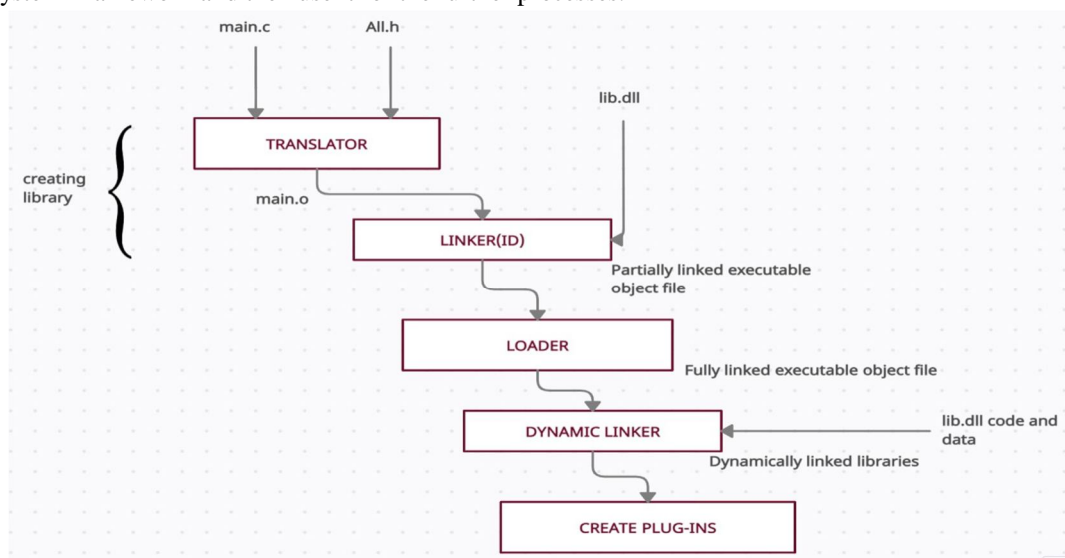 main.c
All.h
lib.dll
TRANSLATOR
creating
library
main.o
LINKER(ID)
Partially linked executable
object file
LOADER
Fully linked executable object file
DYNAMIC LINKER
lib.dll code and
data
Dynamically linked libraries
CREATE PLUG-INS